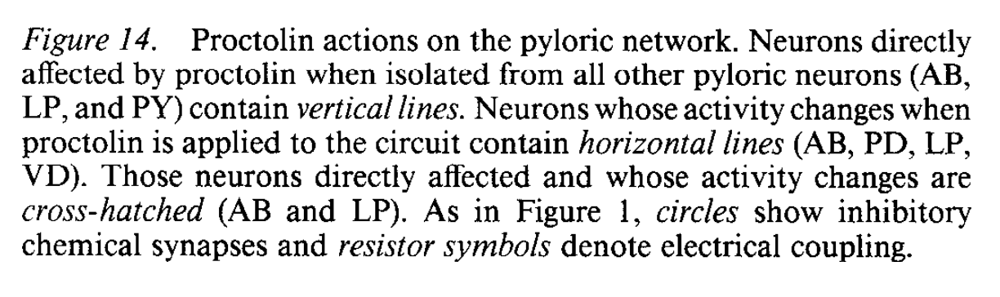 Figure 14. Proctolin actions on the pyloric network. Neurons directly
affected by proctolin when isolated from all other pyloric neurons (AB,
LP, and PY) contain vertical lines. Neurons whose activity changes when
proctolin is applied to the circuit contain horizontal lines (AB, PD, LP,
VD). Those neurons directly affected and whose activity changes are
cross-hatched (AB and LP). As in Figure 1, circles show inhibitory
chemical synapses and resistor symbols denote electrical coupling.